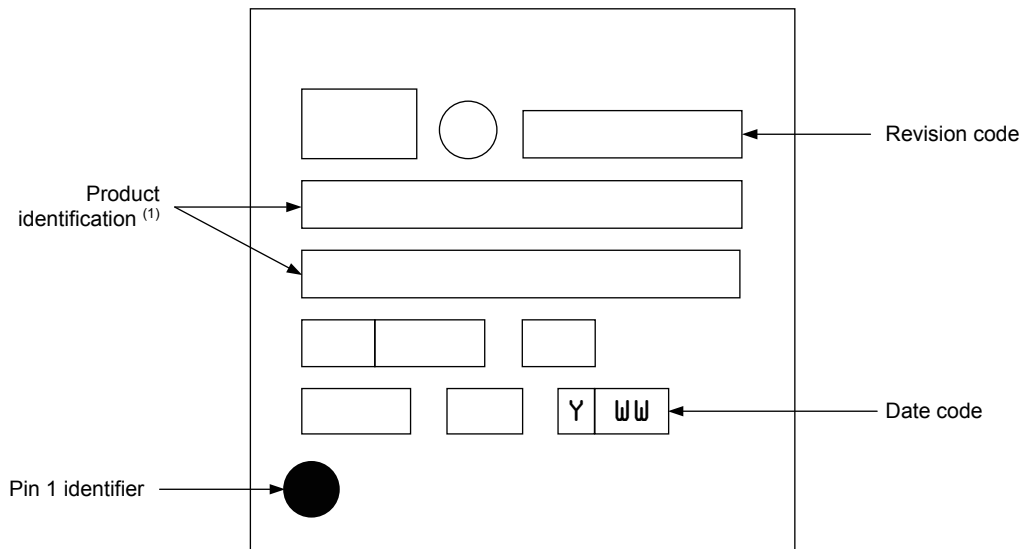 Revision code
Product
identification (1)
Y WW
Date code
Pin 1 identifier